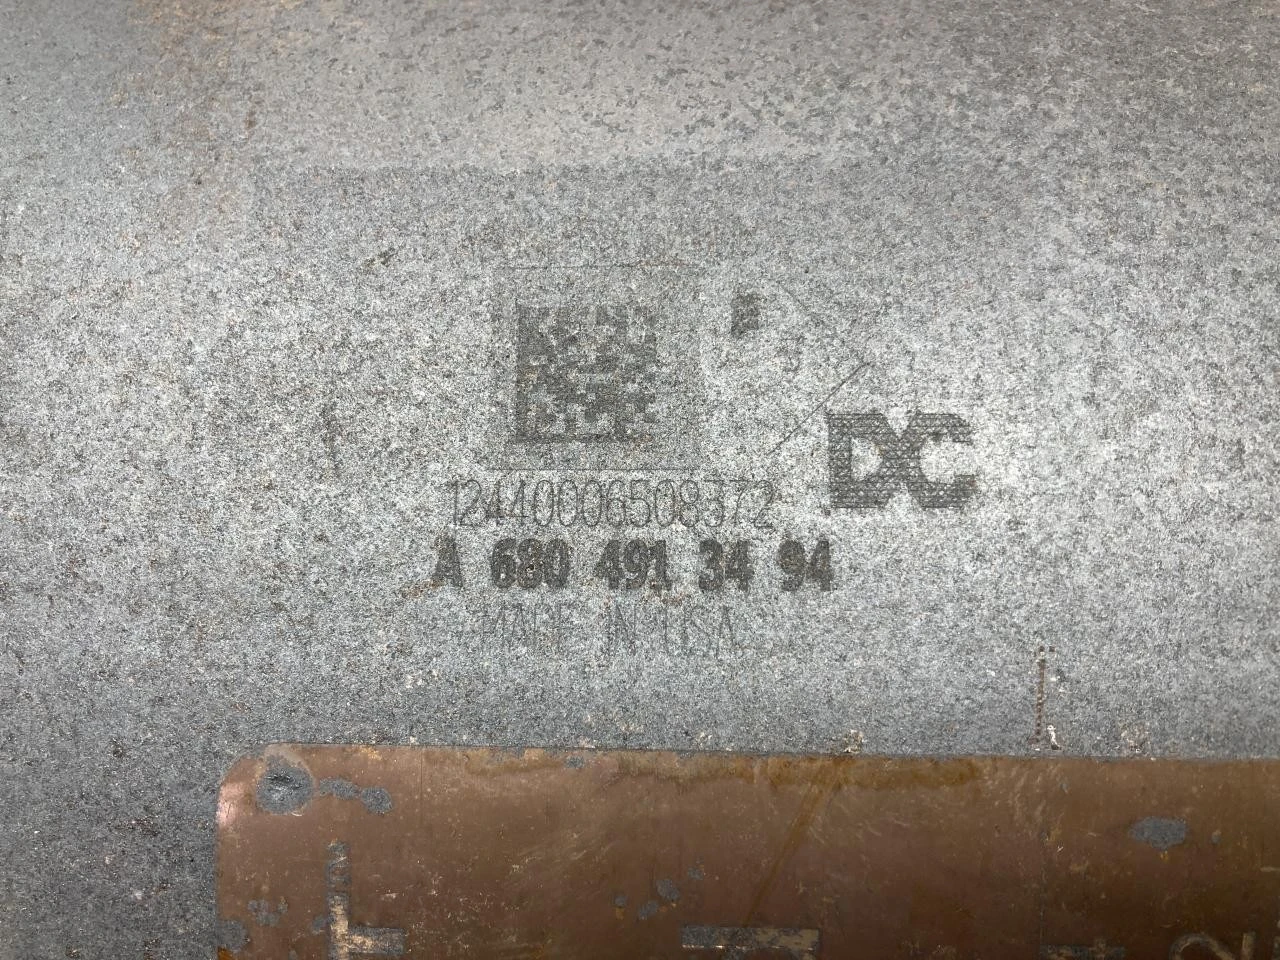 DC
12440006508372
A 680 491 34 94
MADE IN USA